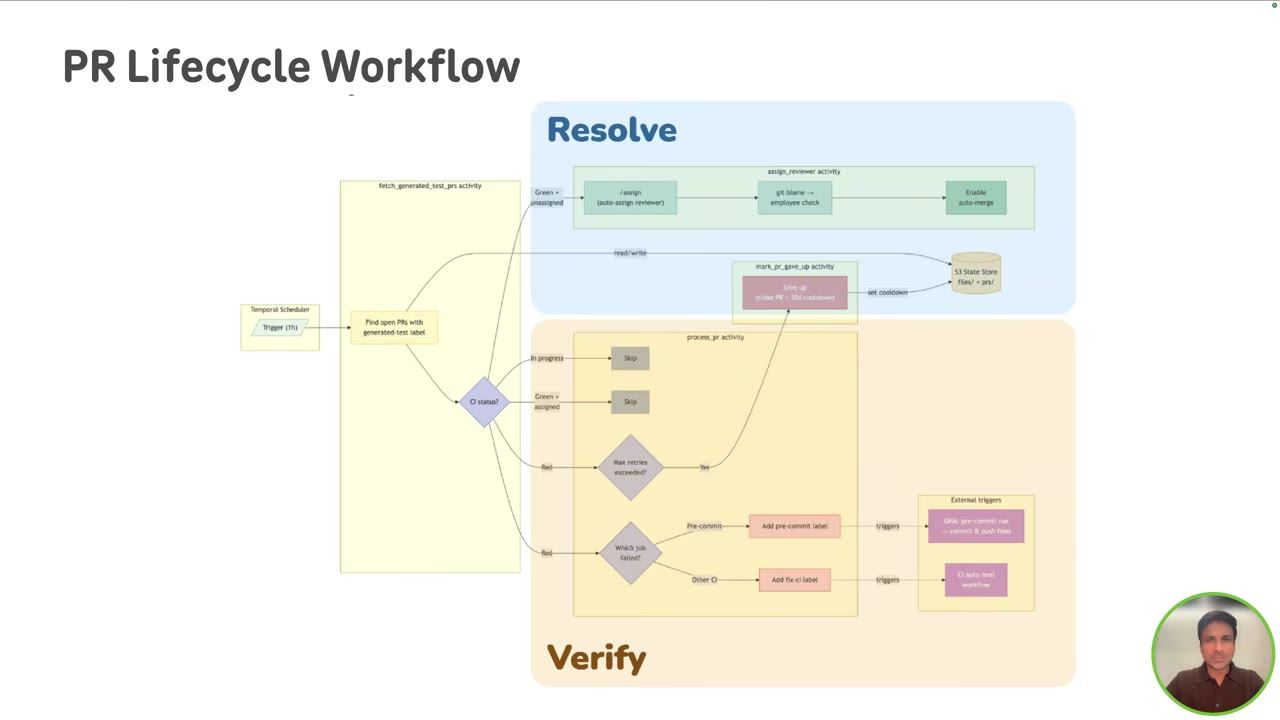 PR Lifecycle Workflow
Resolve
assign_reviewer activity
fetch_generated_test_prs activity
Green +
unassigned
/assign
(auto-assign reviewer)
git blame →
employee check
Enable
auto-merge
read/write
mark_pr_gave_up activity
Give up
(close PR + 30d cooldown)
set cooldown
S3 State Store
files/ + prs/
Temporal Scheduler
Trigger (1h)
Find open PRs with
generated-test label
process_pr activity
In progress
Skip
CI status?
Green +
assigned
Skip
Red
Max retries
exceeded?
Yes
External triggers
Red
Which job
failed?
Pre-commit
Add pre-commit label
triggers
GHA: pre-commit run
→ commit & push fixes
Other CI
Add fix-ci label
triggers
CI auto heal
workflow
Verify